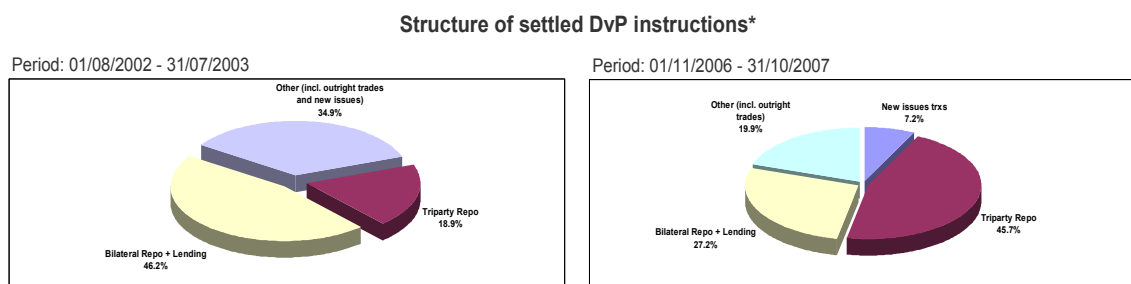 Structure of settled DvP instructions*
Period: 01/08/2002 - 31/07/2003
Other (incl. outright trades
and new issues)
34.9%
Triparty Repo
18.9%
Bilateral Repo + Lending
46.2%
Period: 01/11/2006 - 31/10/2007
Other (incl. outright
trades)
19.9%
New issues trxs
7.2%
Triparty Repo
45.7%
Bilateral Repo + Lending
27.2%